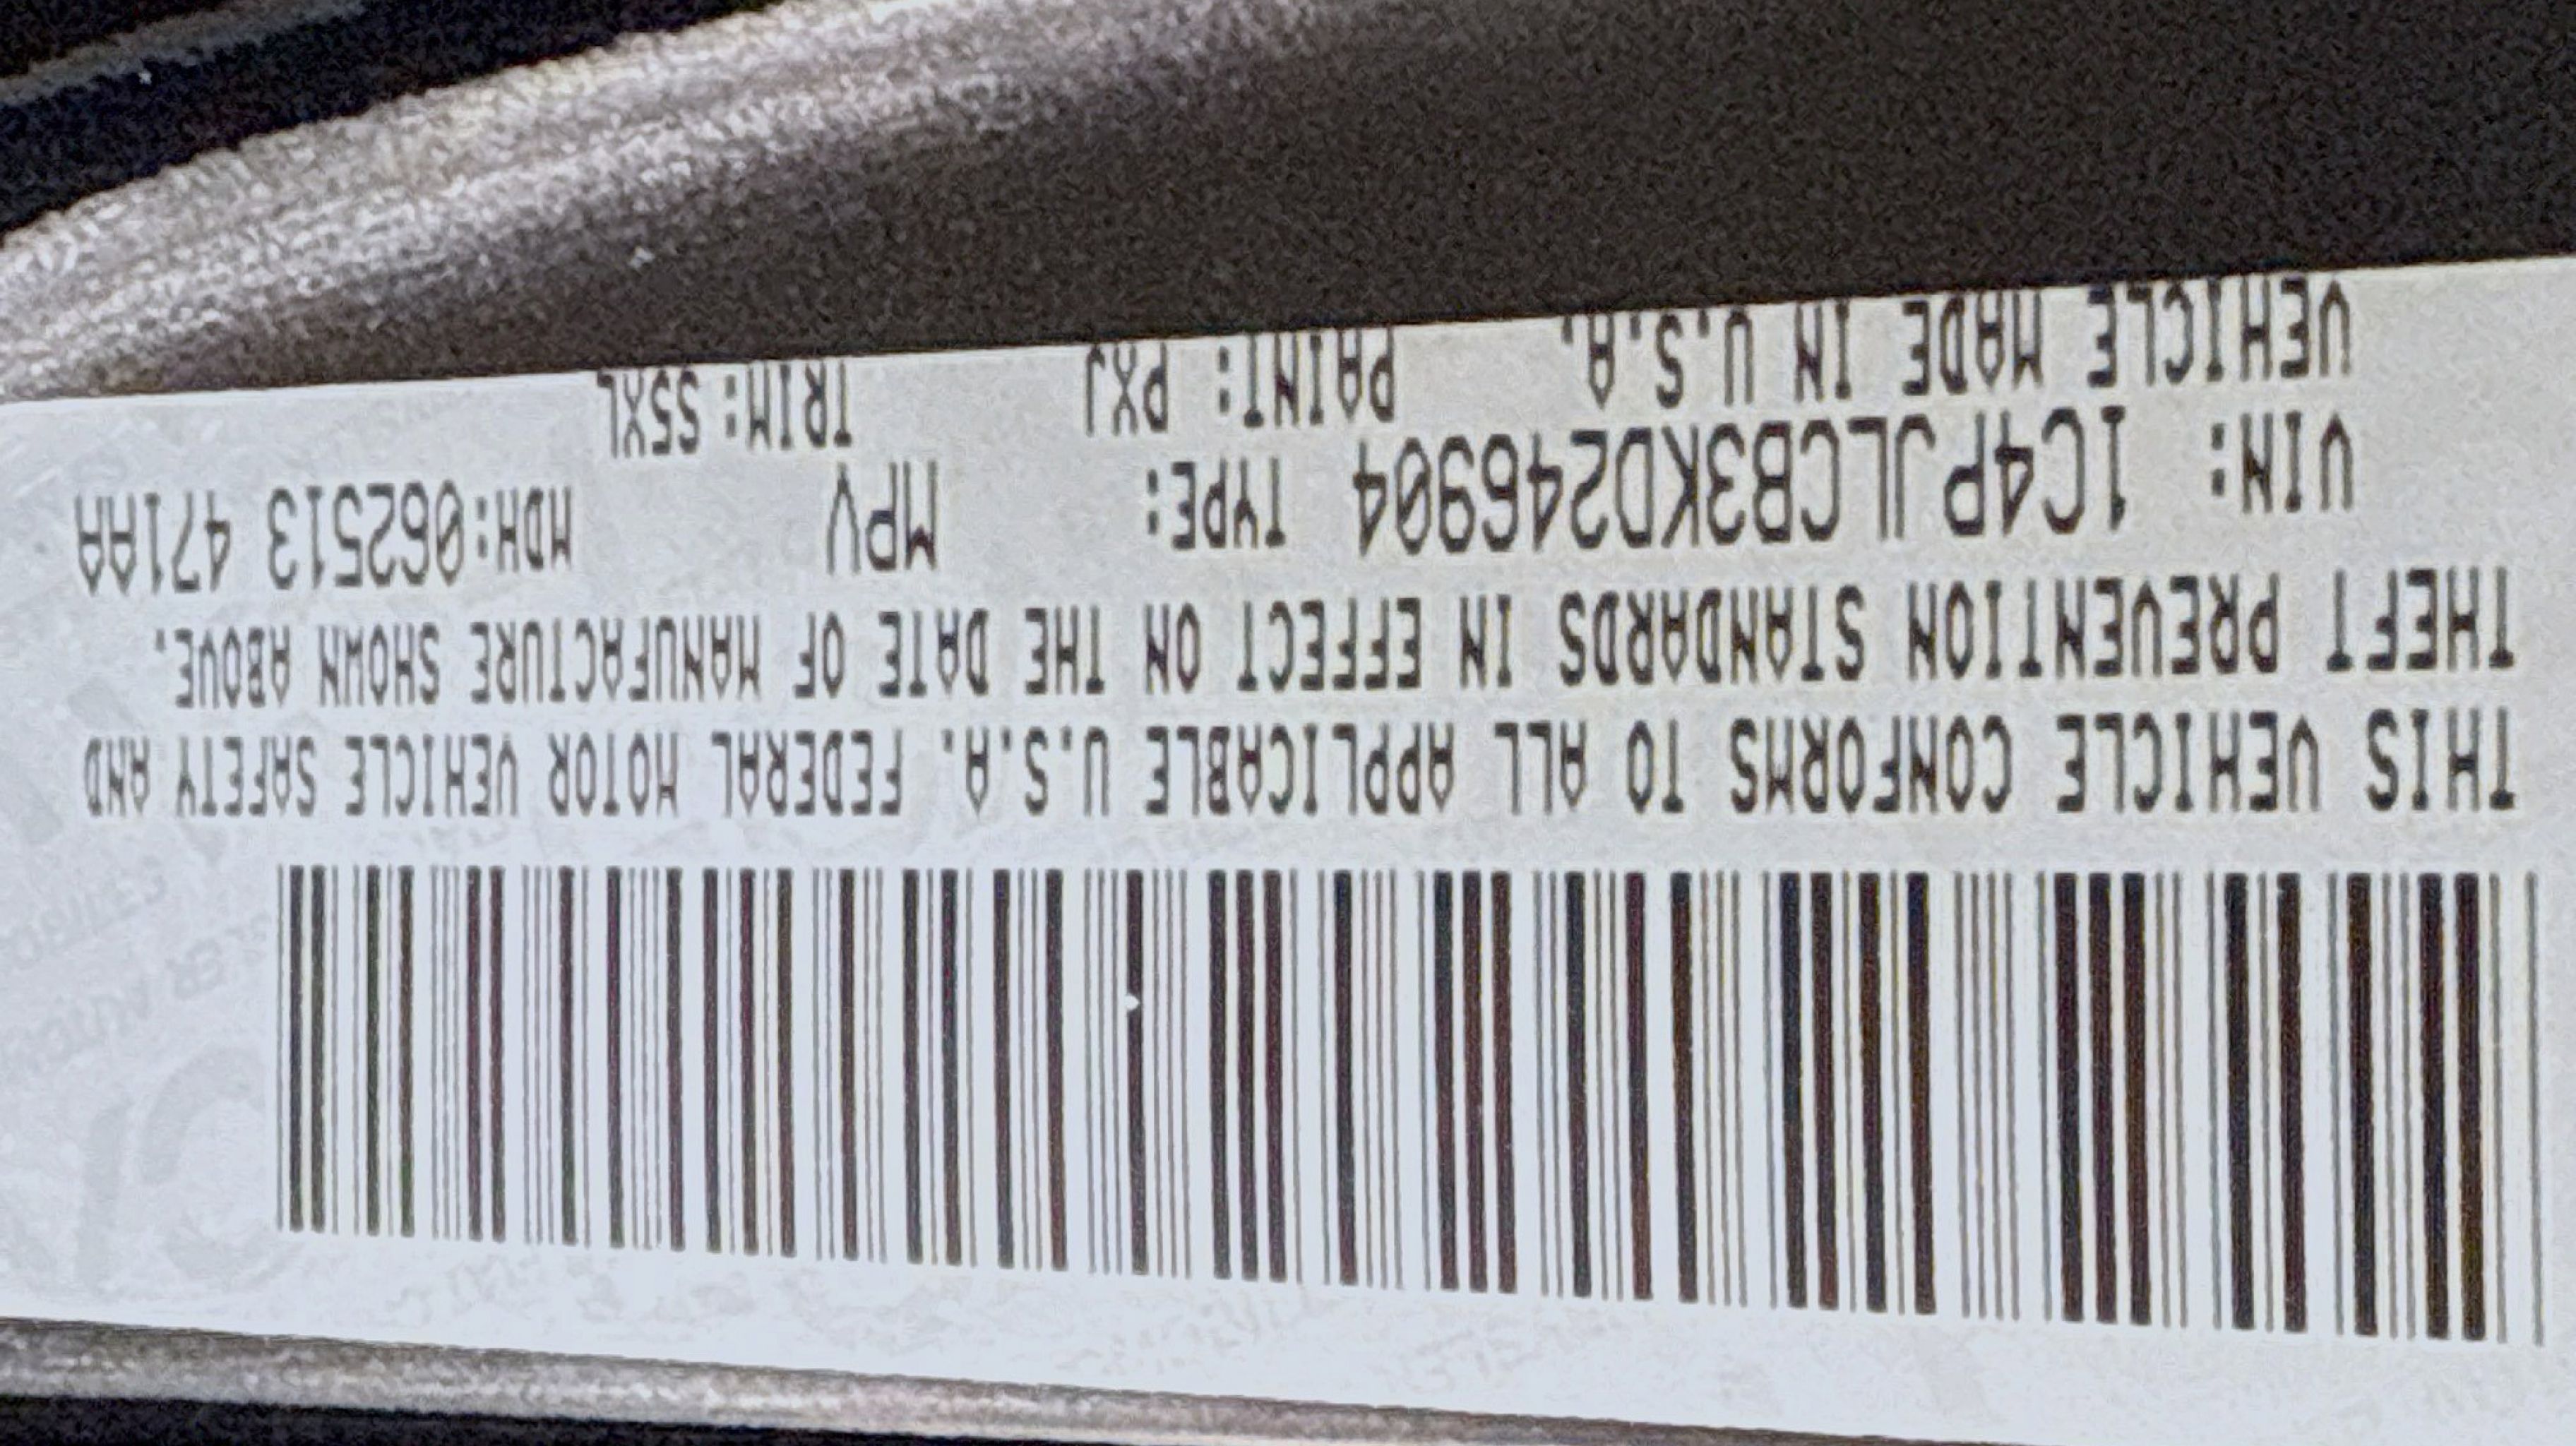 THIS VEHICLE CONFORMS TO ALL APPLICABLE U.S.A. FEDERAL MOTOR VEHICLE SAFETY AND
THEFT PREVENTION STANDARDS IN EFFECT ON THE DATE OF MANUFACTURE SHOWN ABOVE.
VIN: 1C4PJLCB3KD246904 TYPE: MPV MDH:062513 471AA
VEHICLE MADE IN U.S.A. PAINT: PXJ TRIM: S5XL